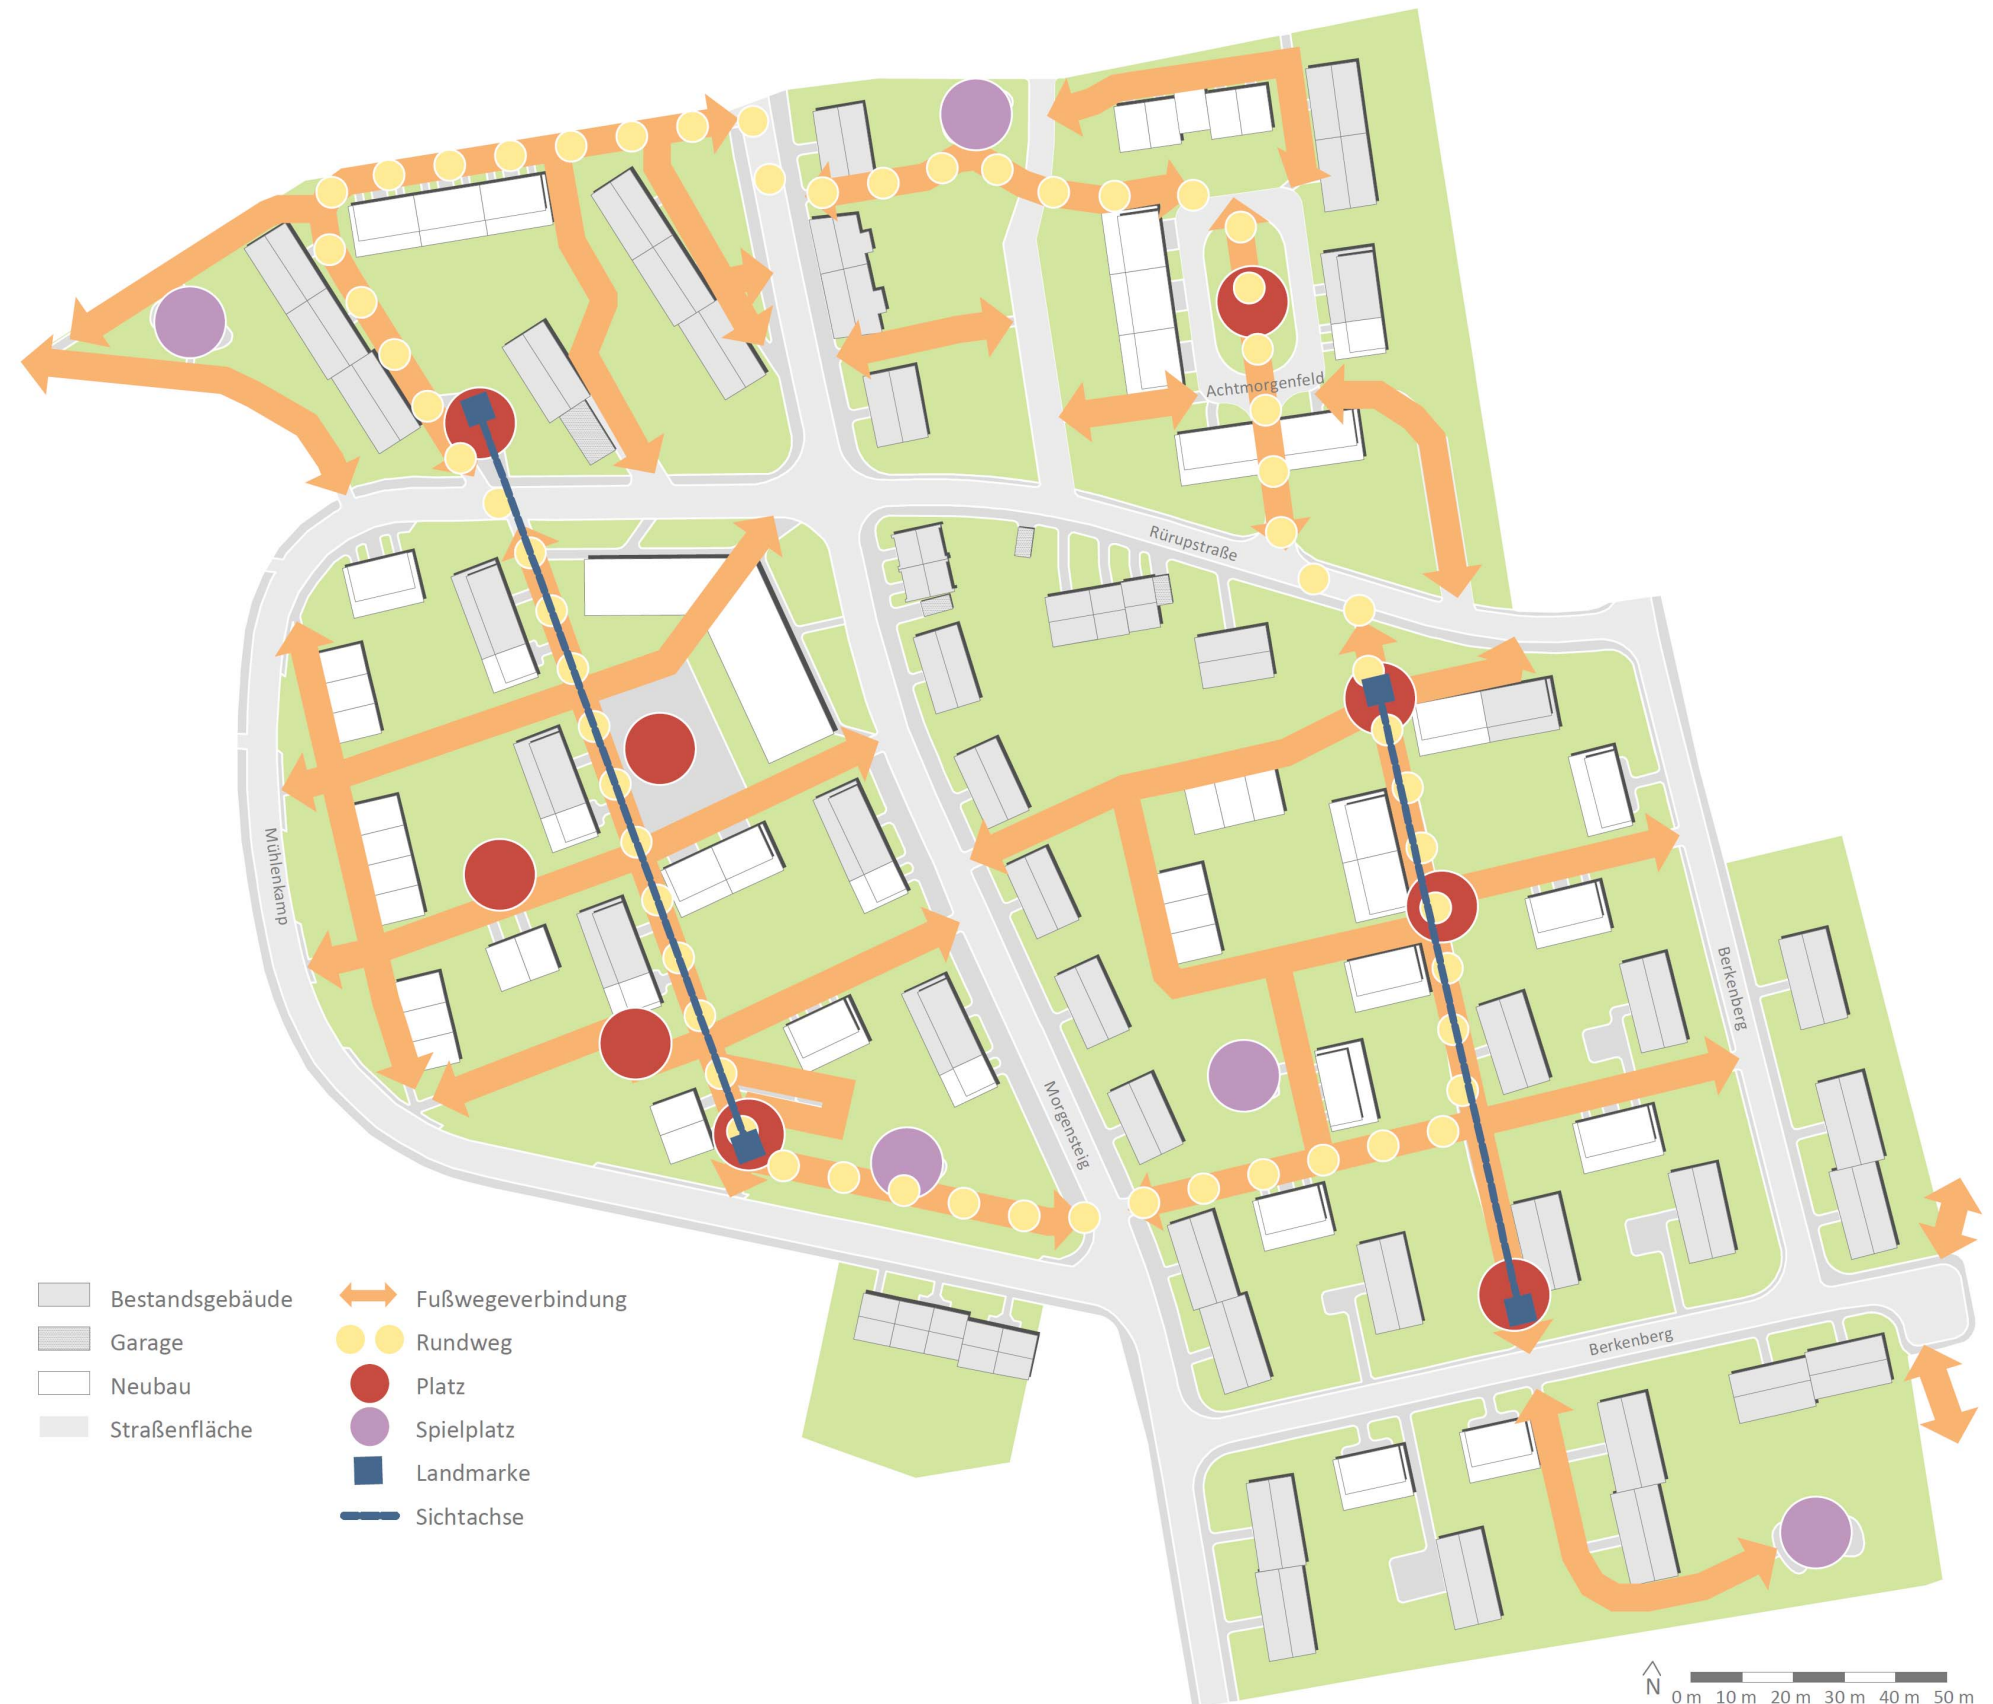 Achtmorgenfeld
Rürupstraße
Mühlenkamp
Berkenberg
Morgensteig
Berkenberg
Bestandsgebäude
Garage
Neubau
Straßenfläche
Fußwegeverbindung
Rundweg
Platz
Spielplatz
Landmarke
Sichtachse
N
0 m 10 m 20 m 30 m 40 m 50 m